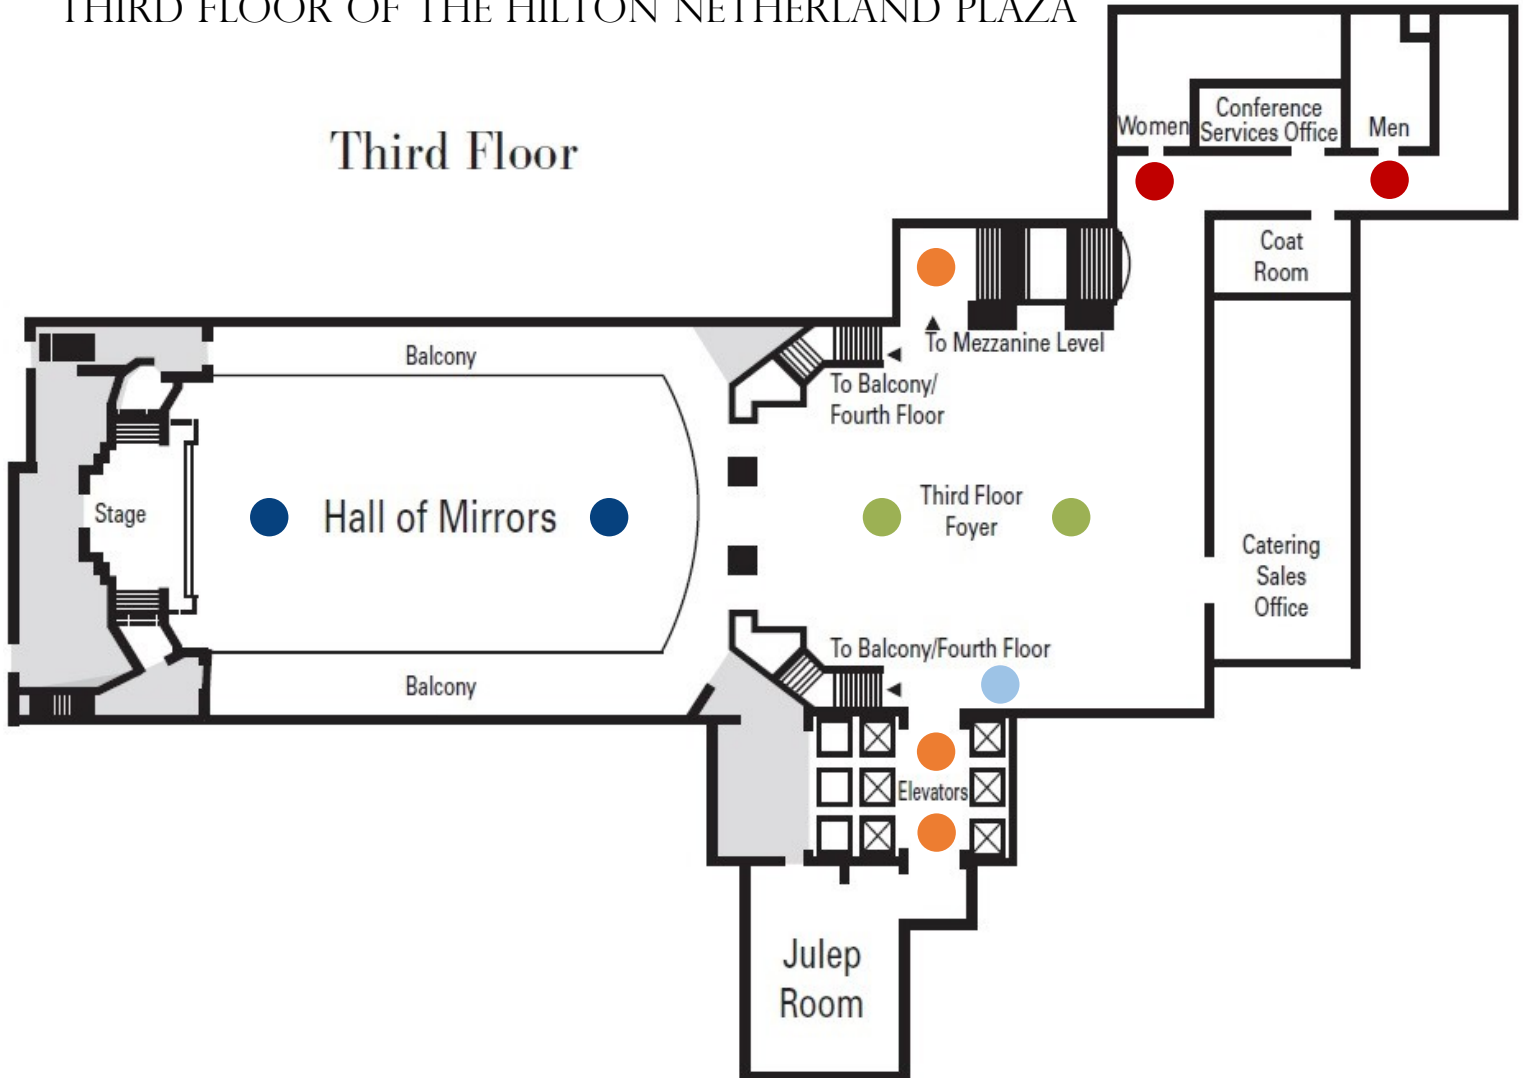 THIRD FLOOR OF THE HILTON NETHERLAND PLAZA
Third Floor
Women
Conference
Services Office
Men
Coat
Room
To Mezzanine Level
Balcony
To Balcony/
Fourth Floor
Stage
Hall of Mirrors
Third Floor
Foyer
Catering
Sales
Office
To Balcony/Fourth Floor
Balcony
Elevators
Julep
Room